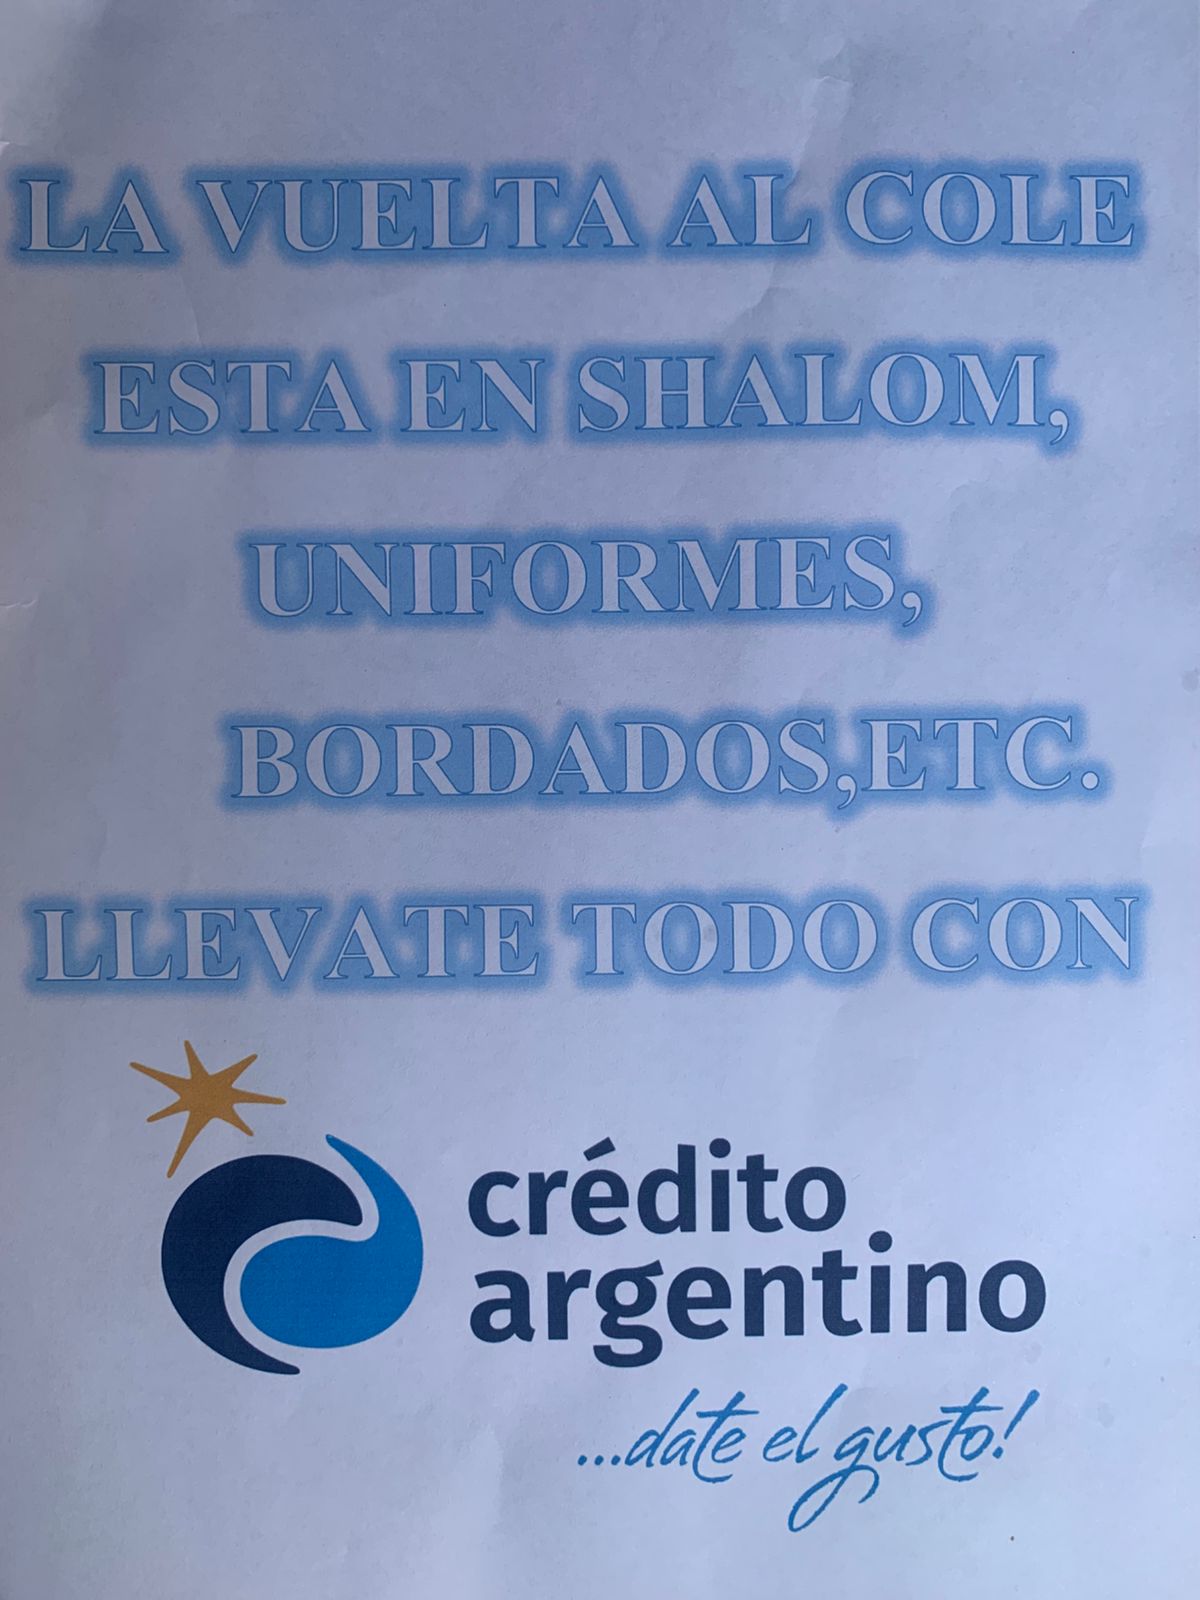 LA VUELTA AL COLE
ESTA EN SHALOM,
UNIFORMES,
BORDADOS,ETC.
LLEVATE TODO CON
crédito
argentino
...date el gusto!